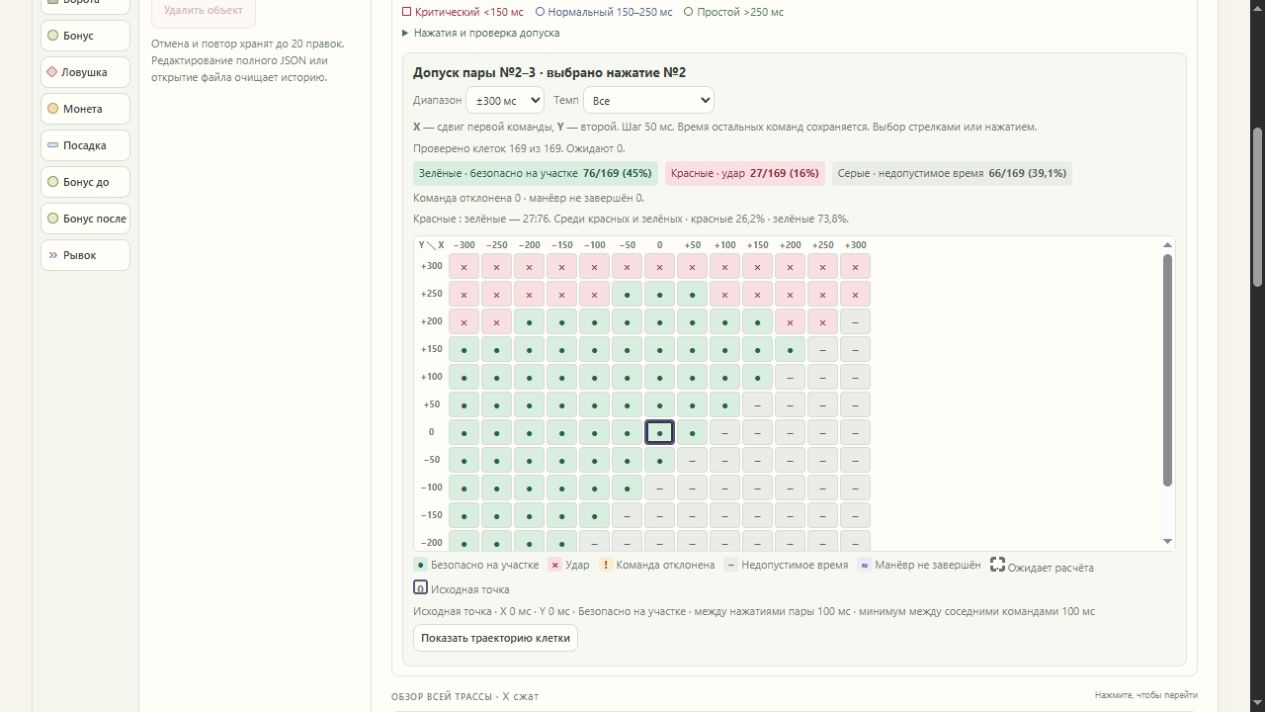 Ворота
Бонус
Ловушка
Монета
Посадка
Бонус до
Бонус после
» Рывок
Удалить объект
Отмена и повтор хранят до 20 правок.
Редактирование полного JSON или
открытие файла очищает историю.
Критический <150 мс Нормальный 150–250 мс Простой >250 мс
Нажатия и проверка допуска
Допуск пары №2–3 · выбрано нажатие №2
Диапазон ±300 мс Темп Все
X — сдвиг первой команды, Y — второй. Шаг 50 мс. Время остальных команд сохраняется. Выбор стрелками или нажатием.
Проверено клеток 169 из 169. Ожидают 0.
Зелёные · безопасно на участке 76/169 (45%) Красные · удар 27/169 (16%) Серые · недопустимое время 66/169 (39,1%)
Команда отклонена 0 · манёвр не завершён 0.
Красные : зелёные — 27:76. Среди красных и зелёных · красные 26,2% · зелёные 73,8%.
Y \ X −300 −250 −200 −150 −100 −50 0 +50 +100 +150 +200 +250 +300
+300 × × × × × × × × × × × × ×
+250 × × × × × ● ● ● × × × × ×
+200 × × ● ● ● ● ● ● ● ● × × –
+150 ● ● ● ● ● ● ● ● ● ● ● – –
+100 ● ● ● ● ● ● ● ● ● ● – – –
+50 ● ● ● ● ● ● ● ● ● – – – –
0 ● ● ● ● ● ● ● ● – – – – –
−50 ● ● ● ● ● ● ● – – – – – –
−100 ● ● ● ● ● ● – – – – – – –
−150 ● ● ● ● ● – – – – – – – –
−200 ● ● ● ● – – – – – – – – –
● Безопасно на участке × Удар ! Команда отклонена – Недопустимое время ≈ Манёвр не завершён Ожидает расчёта
0 Исходная точка
Исходная точка · X 0 мс · Y 0 мс · Безопасно на участке · между нажатиями пары 100 мс · минимум между соседними командами 100 мс
Показать траекторию клетки
ОБЗОР ВСЕЙ ТРАССЫ · X сжат
Нажмите, чтобы перейти